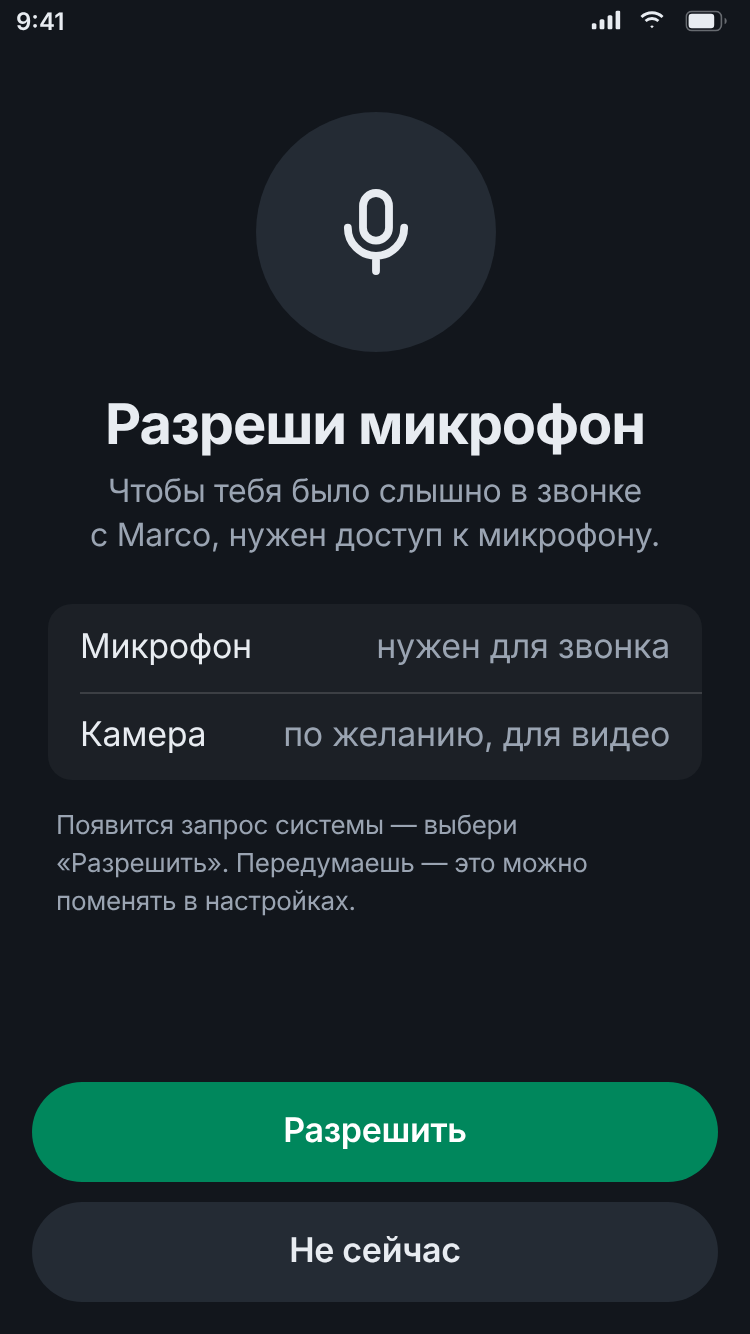 9:41
Разреши микрофон
Чтобы тебя было слышно в звонке
с Marco, нужен доступ к микрофону.
Микрофон нужен для звонка
Камера по желанию, для видео
Появится запрос системы — выбери
«Разрешить». Передумаешь — это можно
поменять в настройках.
Разрешить
Не сейчас